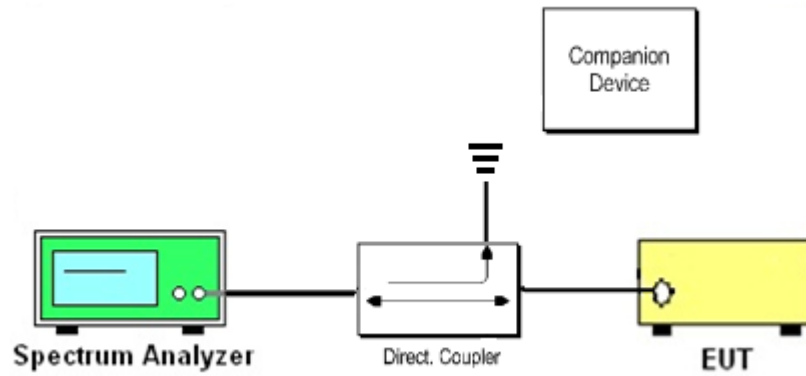 Companion
Device
Spectrum Analyzer
Direct. Coupler
EUT